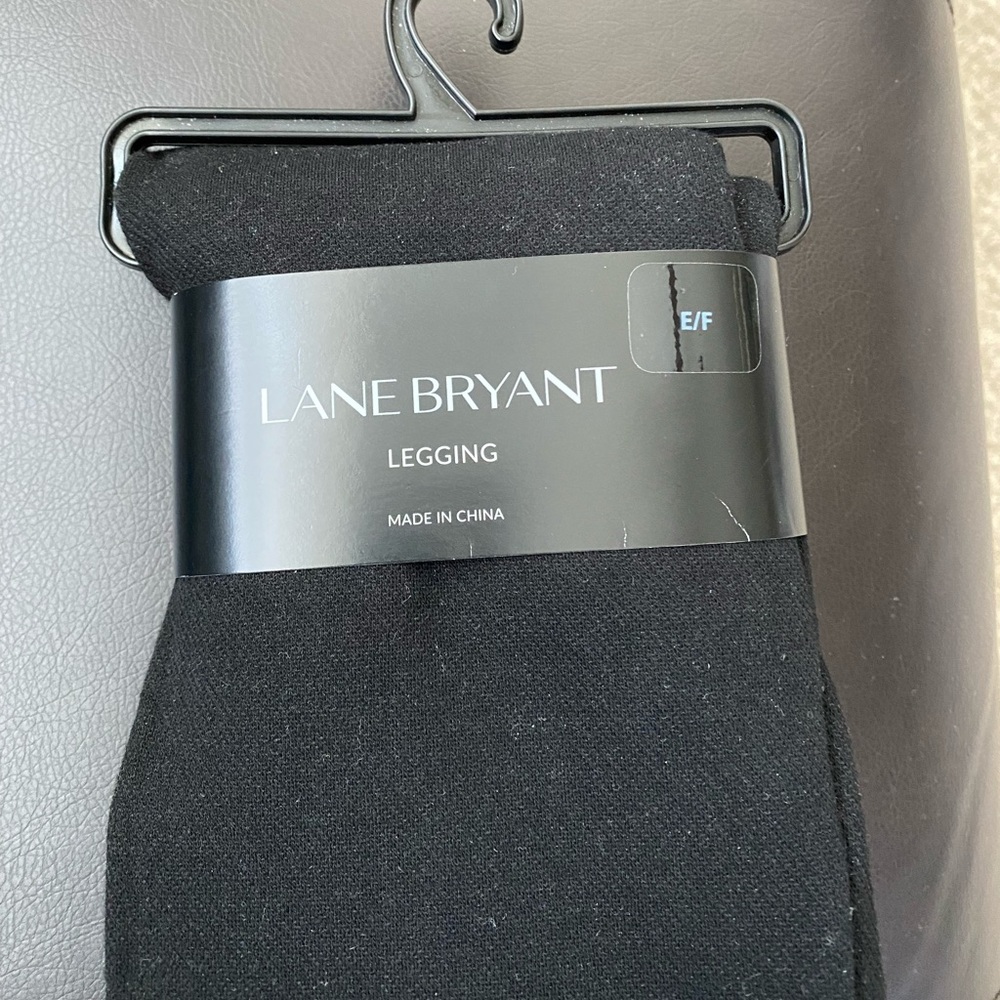 E/F
LANE BRYANT
LEGGING
MADE IN CHINA